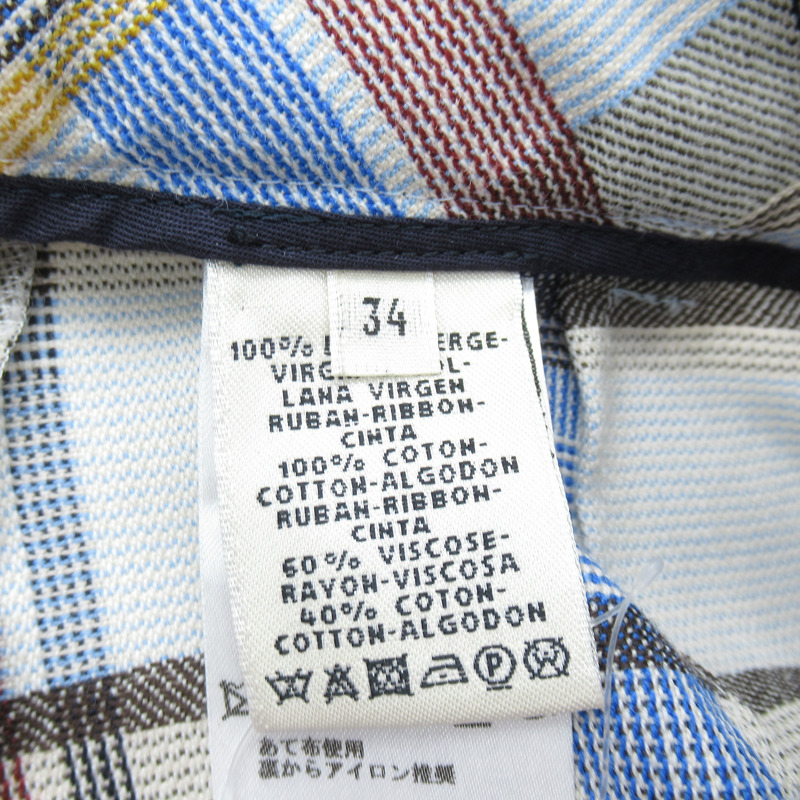 34
100% ERGE-
LANA VIRGEN
RUBAN-RIBBON-
CINTA
100% COTON-
COTTON-ALGODON
RUBAN-RIBBON-
CINTA
60% VISCOSE-
RAYON-VISCOSA
40% COTON-
COTTON-ALGODON
P
あて布使用
裏からアイロン推奨